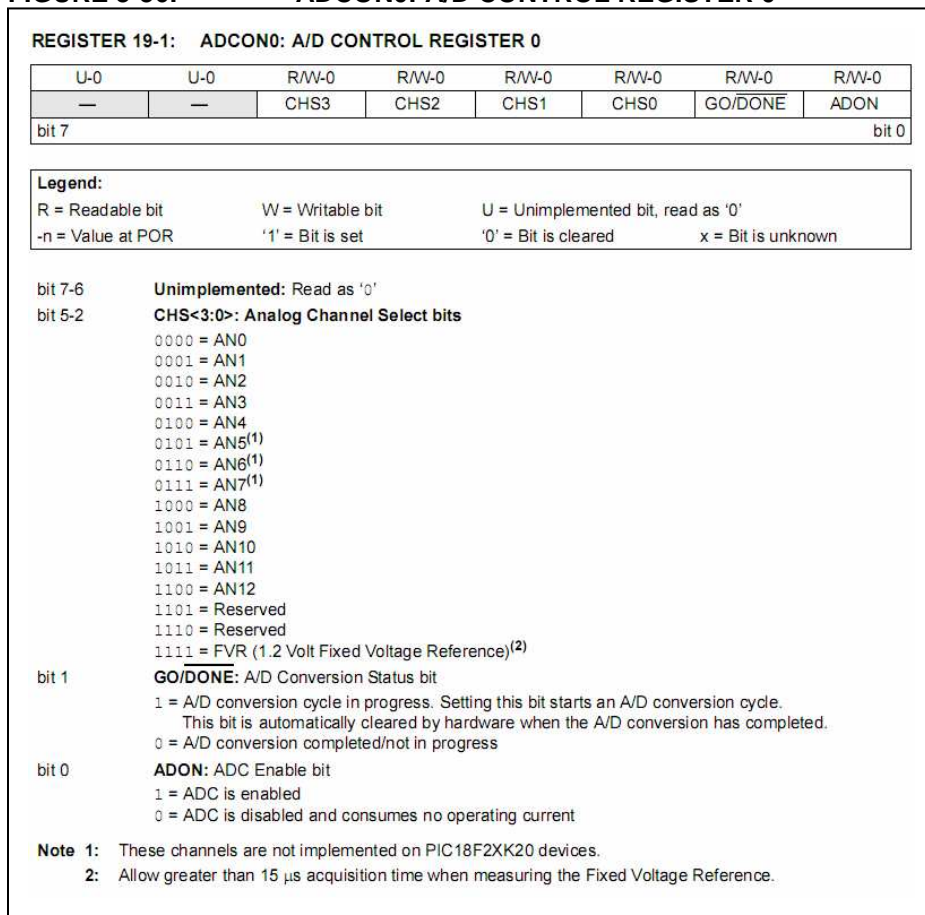 FIGURE 3-30: ADCON0: A/D CONTROL REGISTER 0
REGISTER 19-1: ADCON0: A/D CONTROL REGISTER 0
U-0 U-0 R/W-0 R/W-0 R/W-0 R/W-0 R/W-0 R/W-0
— — CHS3 CHS2 CHS1 CHS0 GO/DONE ADON
bit 7 bit 0
Legend:
R = Readable bit W = Writable bit U = Unimplemented bit, read as ‘0’
-n = Value at POR ‘1’ = Bit is set ‘0’ = Bit is cleared x = Bit is unknown
bit 7-6 Unimplemented: Read as ‘0’
bit 5-2 CHS<3:0>: Analog Channel Select bits
0000 = AN0
0001 = AN1
0010 = AN2
0011 = AN3
0100 = AN4
0101 = AN5(1)
0110 = AN6(1)
0111 = AN7(1)
1000 = AN8
1001 = AN9
1010 = AN10
1011 = AN11
1100 = AN12
1101 = Reserved
1110 = Reserved
1111 = FVR (1.2 Volt Fixed Voltage Reference)(2)
bit 1 GO/DONE: A/D Conversion Status bit
1 = A/D conversion cycle in progress. Setting this bit starts an A/D conversion cycle.
This bit is automatically cleared by hardware when the A/D conversion has completed.
0 = A/D conversion completed/not in progress
bit 0 ADON: ADC Enable bit
1 = ADC is enabled
0 = ADC is disabled and consumes no operating current
Note 1: These channels are not implemented on PIC18F2XK20 devices.
2: Allow greater than 15 µs acquisition time when measuring the Fixed Voltage Reference.